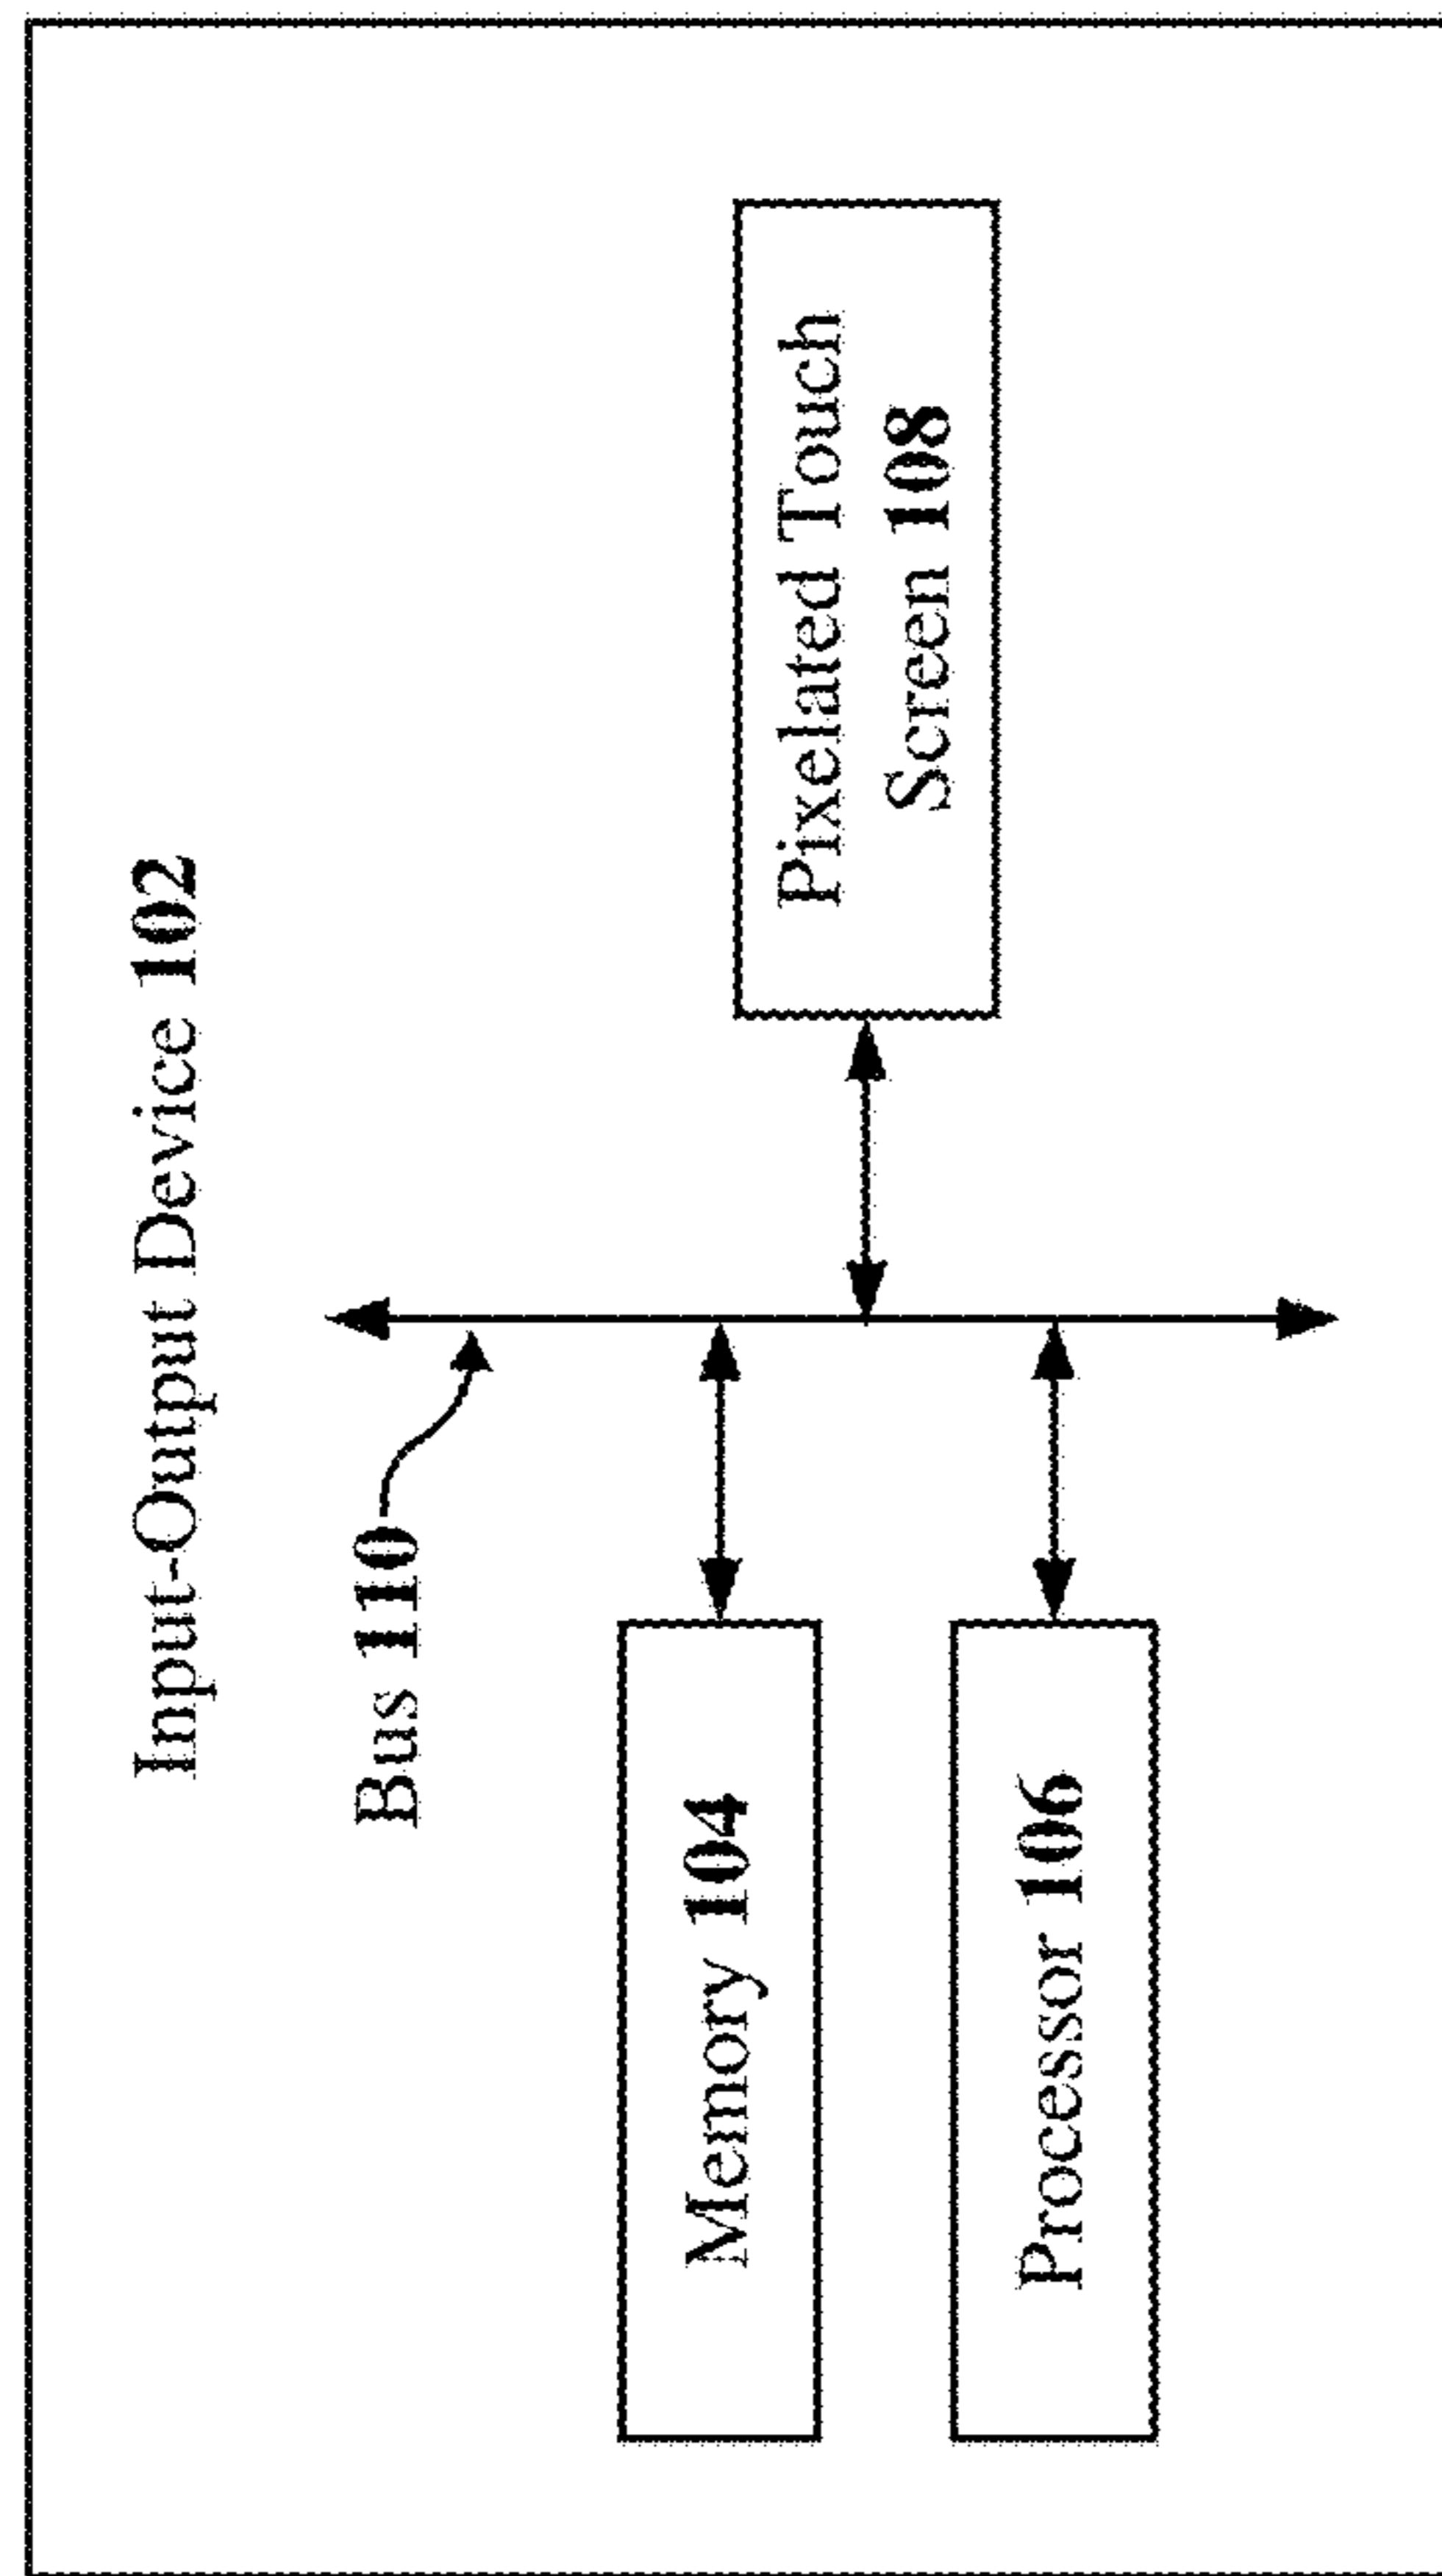 Input-Output Device 102
Bus 110
Memory 104
Pixelated Touch
Screen 108
Processor 106